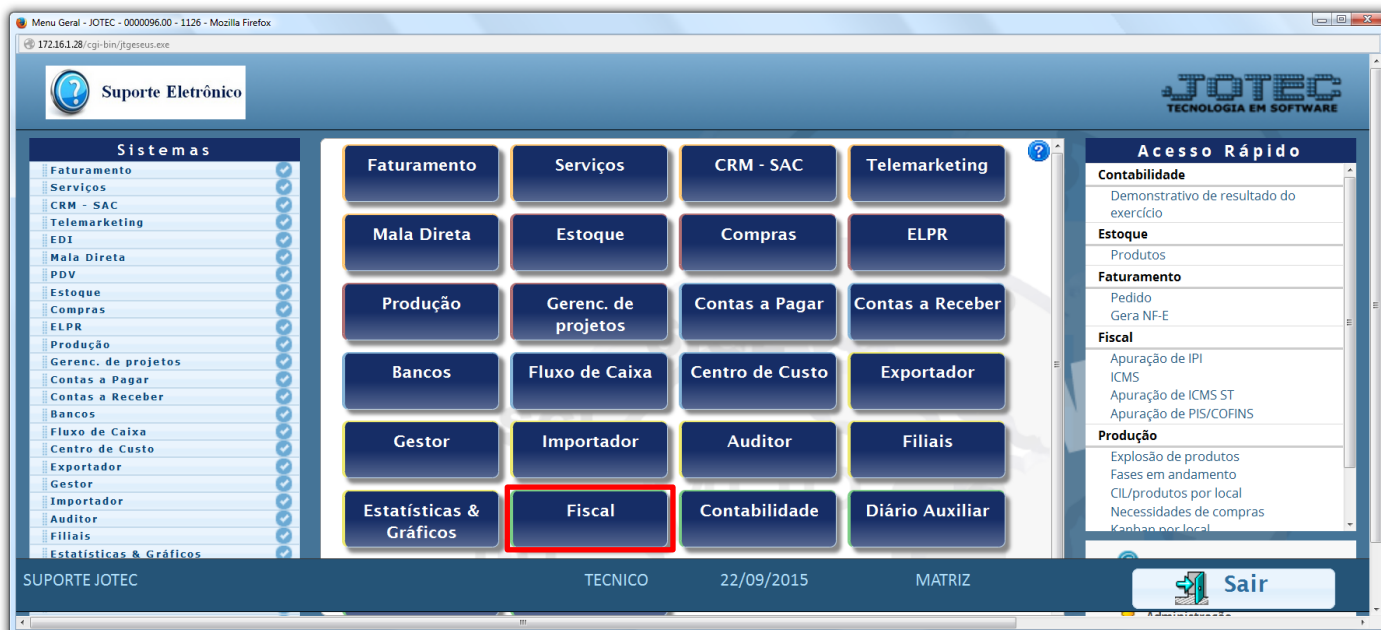 Menu Geral - JOTEC - 0000096.00 - 1126 - Mozilla Firefox
172.16.1.28/cgi-bin/jtgeseus.exe
Suporte Eletrônico
JOTEC
TECNOLOGIA EM SOFTWARE
Sistemas
Faturamento
Serviços
CRM - SAC
Telemarketing
EDI
Mala Direta
PDV
Estoque
Compras
ELPR
Produção
Gerenc. de projetos
Contas a Pagar
Contas a Receber
Bancos
Fluxo de Caixa
Centro de Custo
Exportador
Gestor
Importador
Auditor
Filiais
Estatísticas & Gráficos
Faturamento
Serviços
CRM - SAC
Telemarketing
Mala Direta
Estoque
Compras
ELPR
Produção
Gerenc. de
projetos
Contas a Pagar
Contas a Receber
Bancos
Fluxo de Caixa
Centro de Custo
Exportador
Gestor
Importador
Auditor
Filiais
Estatísticas &
Gráficos
Fiscal
Contabilidade
Diário Auxiliar
Acesso Rápido
Contabilidade
Demonstrativo de resultado do
exercício
Estoque
Produtos
Faturamento
Pedido
Gera NF-E
Fiscal
Apuração de IPI
ICMS
Apuração de ICMS ST
Apuração de PIS/COFINS
Produção
Explosão de produtos
Fases em andamento
CIL/produtos por local
Necessidades de compras
Kanban por local
SUPORTE JOTEC
TECNICO
22/09/2015
MATRIZ
Sair
Administração